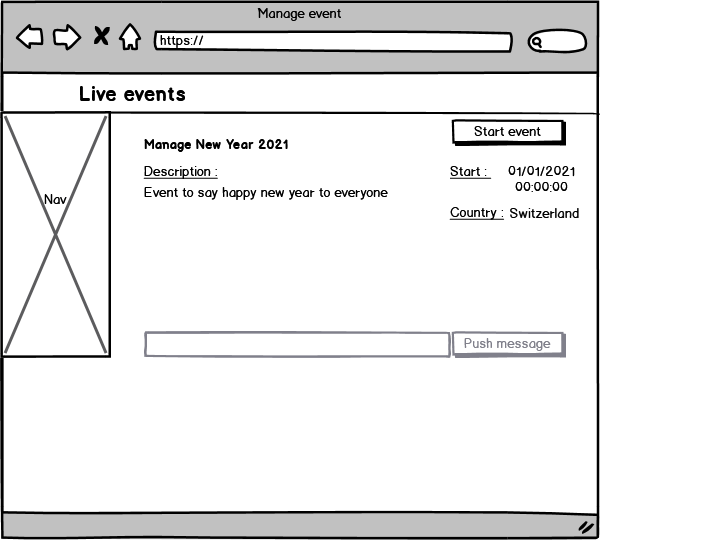 Manage event
https://
Live events
Start event
Manage New Year 2021
Description :
Start :
01/01/2021
00:00:00
Event to say happy new year to everyone
Nav
Country :
Switzerland
Push message